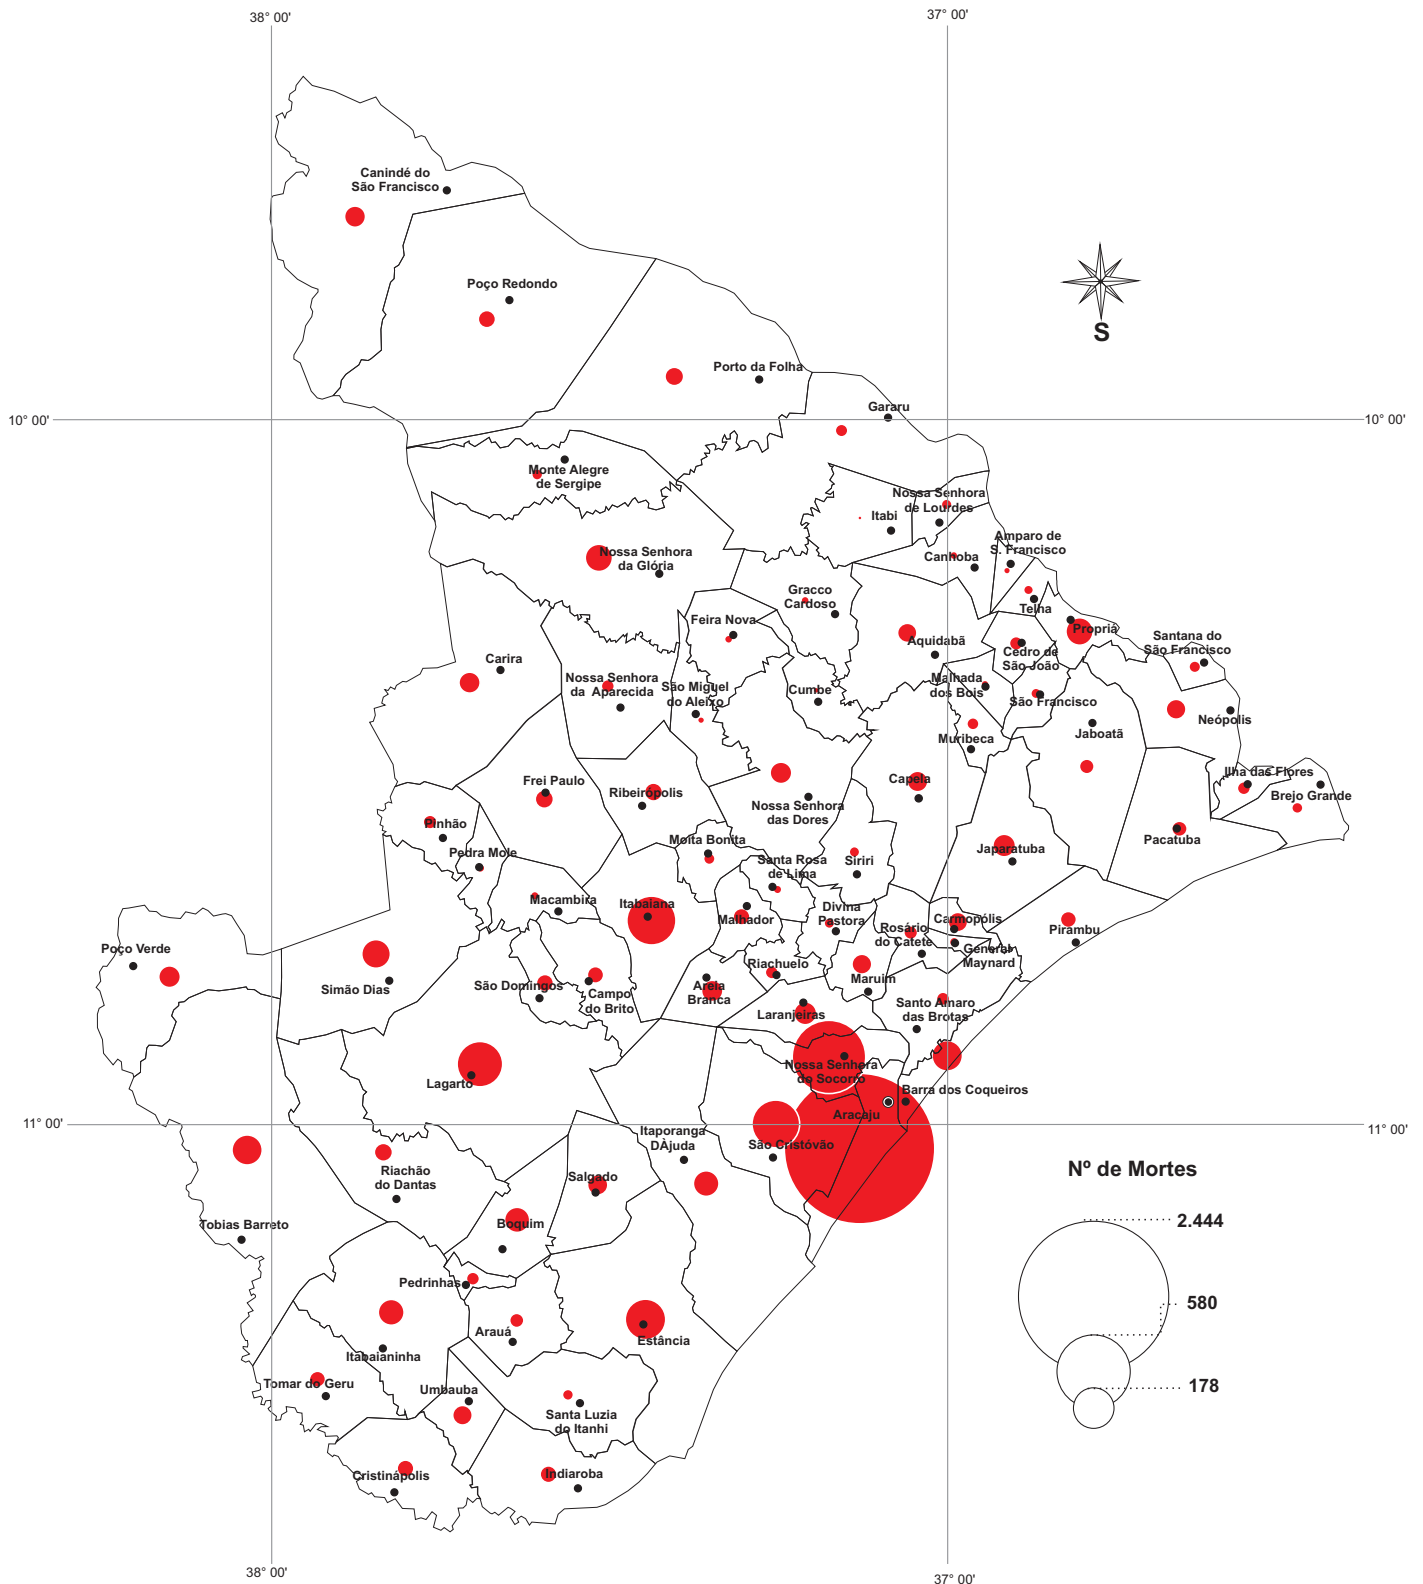 38° 00'
37° 00'
Canindé do
São Francisco
Poço Redondo
S
Porto da Folha
Gararu
10° 00'
10° 00'
Monte Alegre
de Sergipe
Nossa Senhora
de Lourdes
Itabi
Amparo de
S. Francisco
Canhoba
Nossa Senhora
da Glória
Gracco
Cardoso
Telha
Feira Nova
Propriá
Aquidabã
Santana do
São Francisco
Cedro de
São João
Carira
Nossa Senhora
da Aparecida
São Miguel
do Aleixo
Cumbe
Malhada
dos Bois
São Francisco
Neópolis
Jaboatã
Muribeca
Frei Paulo
Ribeirópolis
Capela
Ilha das Flores
Brejo Grande
Nossa Senhora
das Dores
Pinhão
Pedra Mole
Moita Bonita
Santa Rosa
de Lima
Siriri
Japaratuba
Pacatuba
Macambira
Itabaiana
Malhador
Divina
Pastora
Rosário
do Catete
Carmopólis
Pirambu
General
Maynard
Poço Verde
Simão Dias
São Domingos
Campo
do Brito
Areia
Branca
Riachuelo
Maruim
Laranjeiras
Santo Amaro
das Brotas
Nossa Senhora
do Socorro
Lagarto
Barra dos Coqueiros
Aracaju
11° 00'
11° 00'
Itaporanga
DÀjuda
São Cristóvão
Riachão
do Dantas
Salgado
Nº de Mortes
Tobias Barreto
Boquim
2.444
Pedrinhas
580
Arauá
Estância
Itabaianinha
Tomar do Geru
Umbauba
178
Santa Luzia
do Itanhi
Cristinápolis
Indiaroba
38° 00'
37° 00'